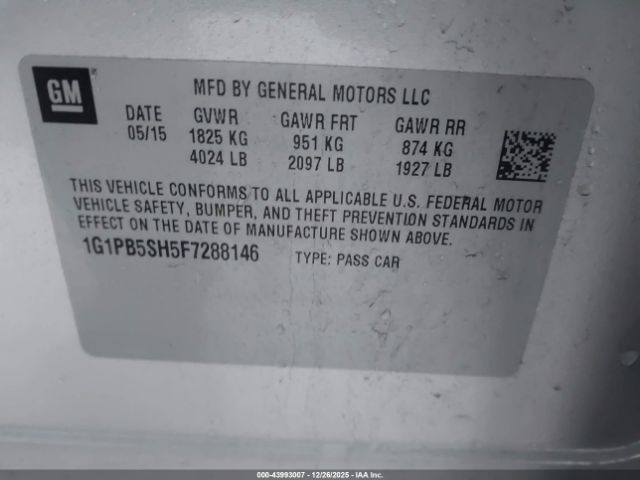 GM
MFD BY GENERAL MOTORS LLC
DATE GVWR GAWR FRT GAWR RR
05/15 1825 KG 951 KG 874 KG
4024 LB 2097 LB 1927 LB
THIS VEHICLE CONFORMS TO ALL APPLICABLE U.S. FEDERAL MOTOR
VEHICLE SAFETY, BUMPER, AND THEFT PREVENTION STANDARDS IN
EFFECT ON THE DATE OF MANUFACTURE SHOWN ABOVE.
1G1PB5SH5F7288146 TYPE: PASS CAR
000-43993007 - 12/26/2025 - IAA Inc.